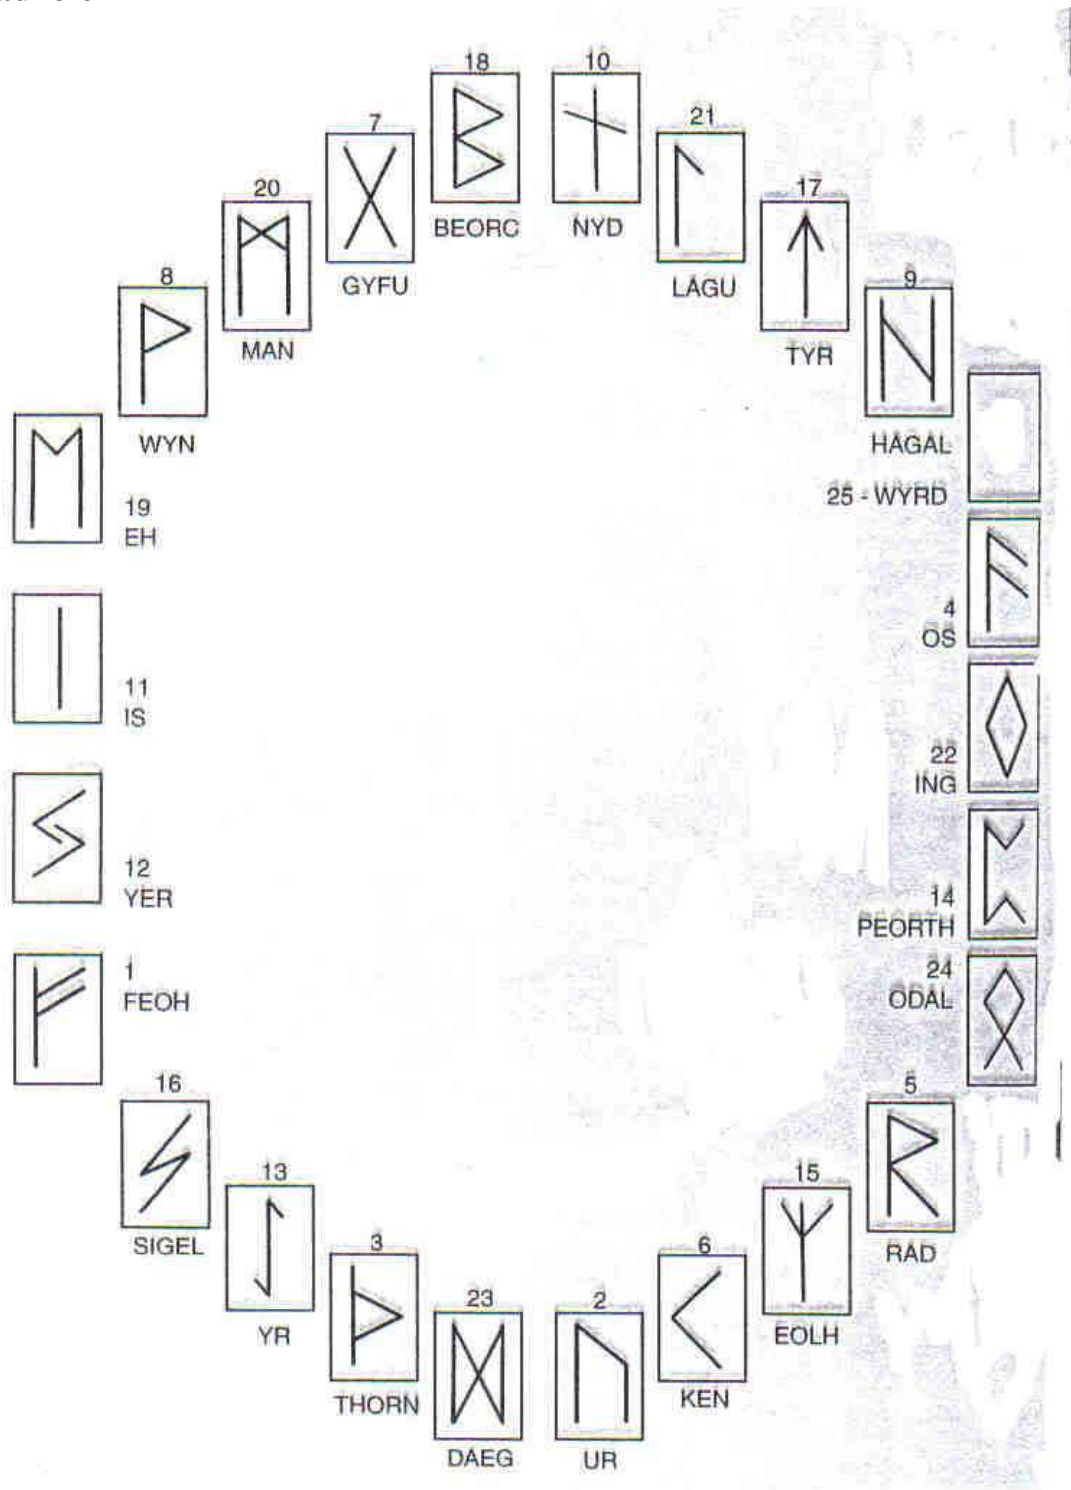 18
BEORC
10
NYD
7
GYFU
21
LAGU
20
MAN
17
TYR
8
WYN
9
HAGAL
25 - WYRD
19
EH
4
OS
11
IS
22
ING
12
YER
14
PEORTH
1
FEOH
24
ODAL
16
SIGEL
5
RAD
13
YR
15
EOLH
3
THORN
6
KEN
23
DAEG
2
UR